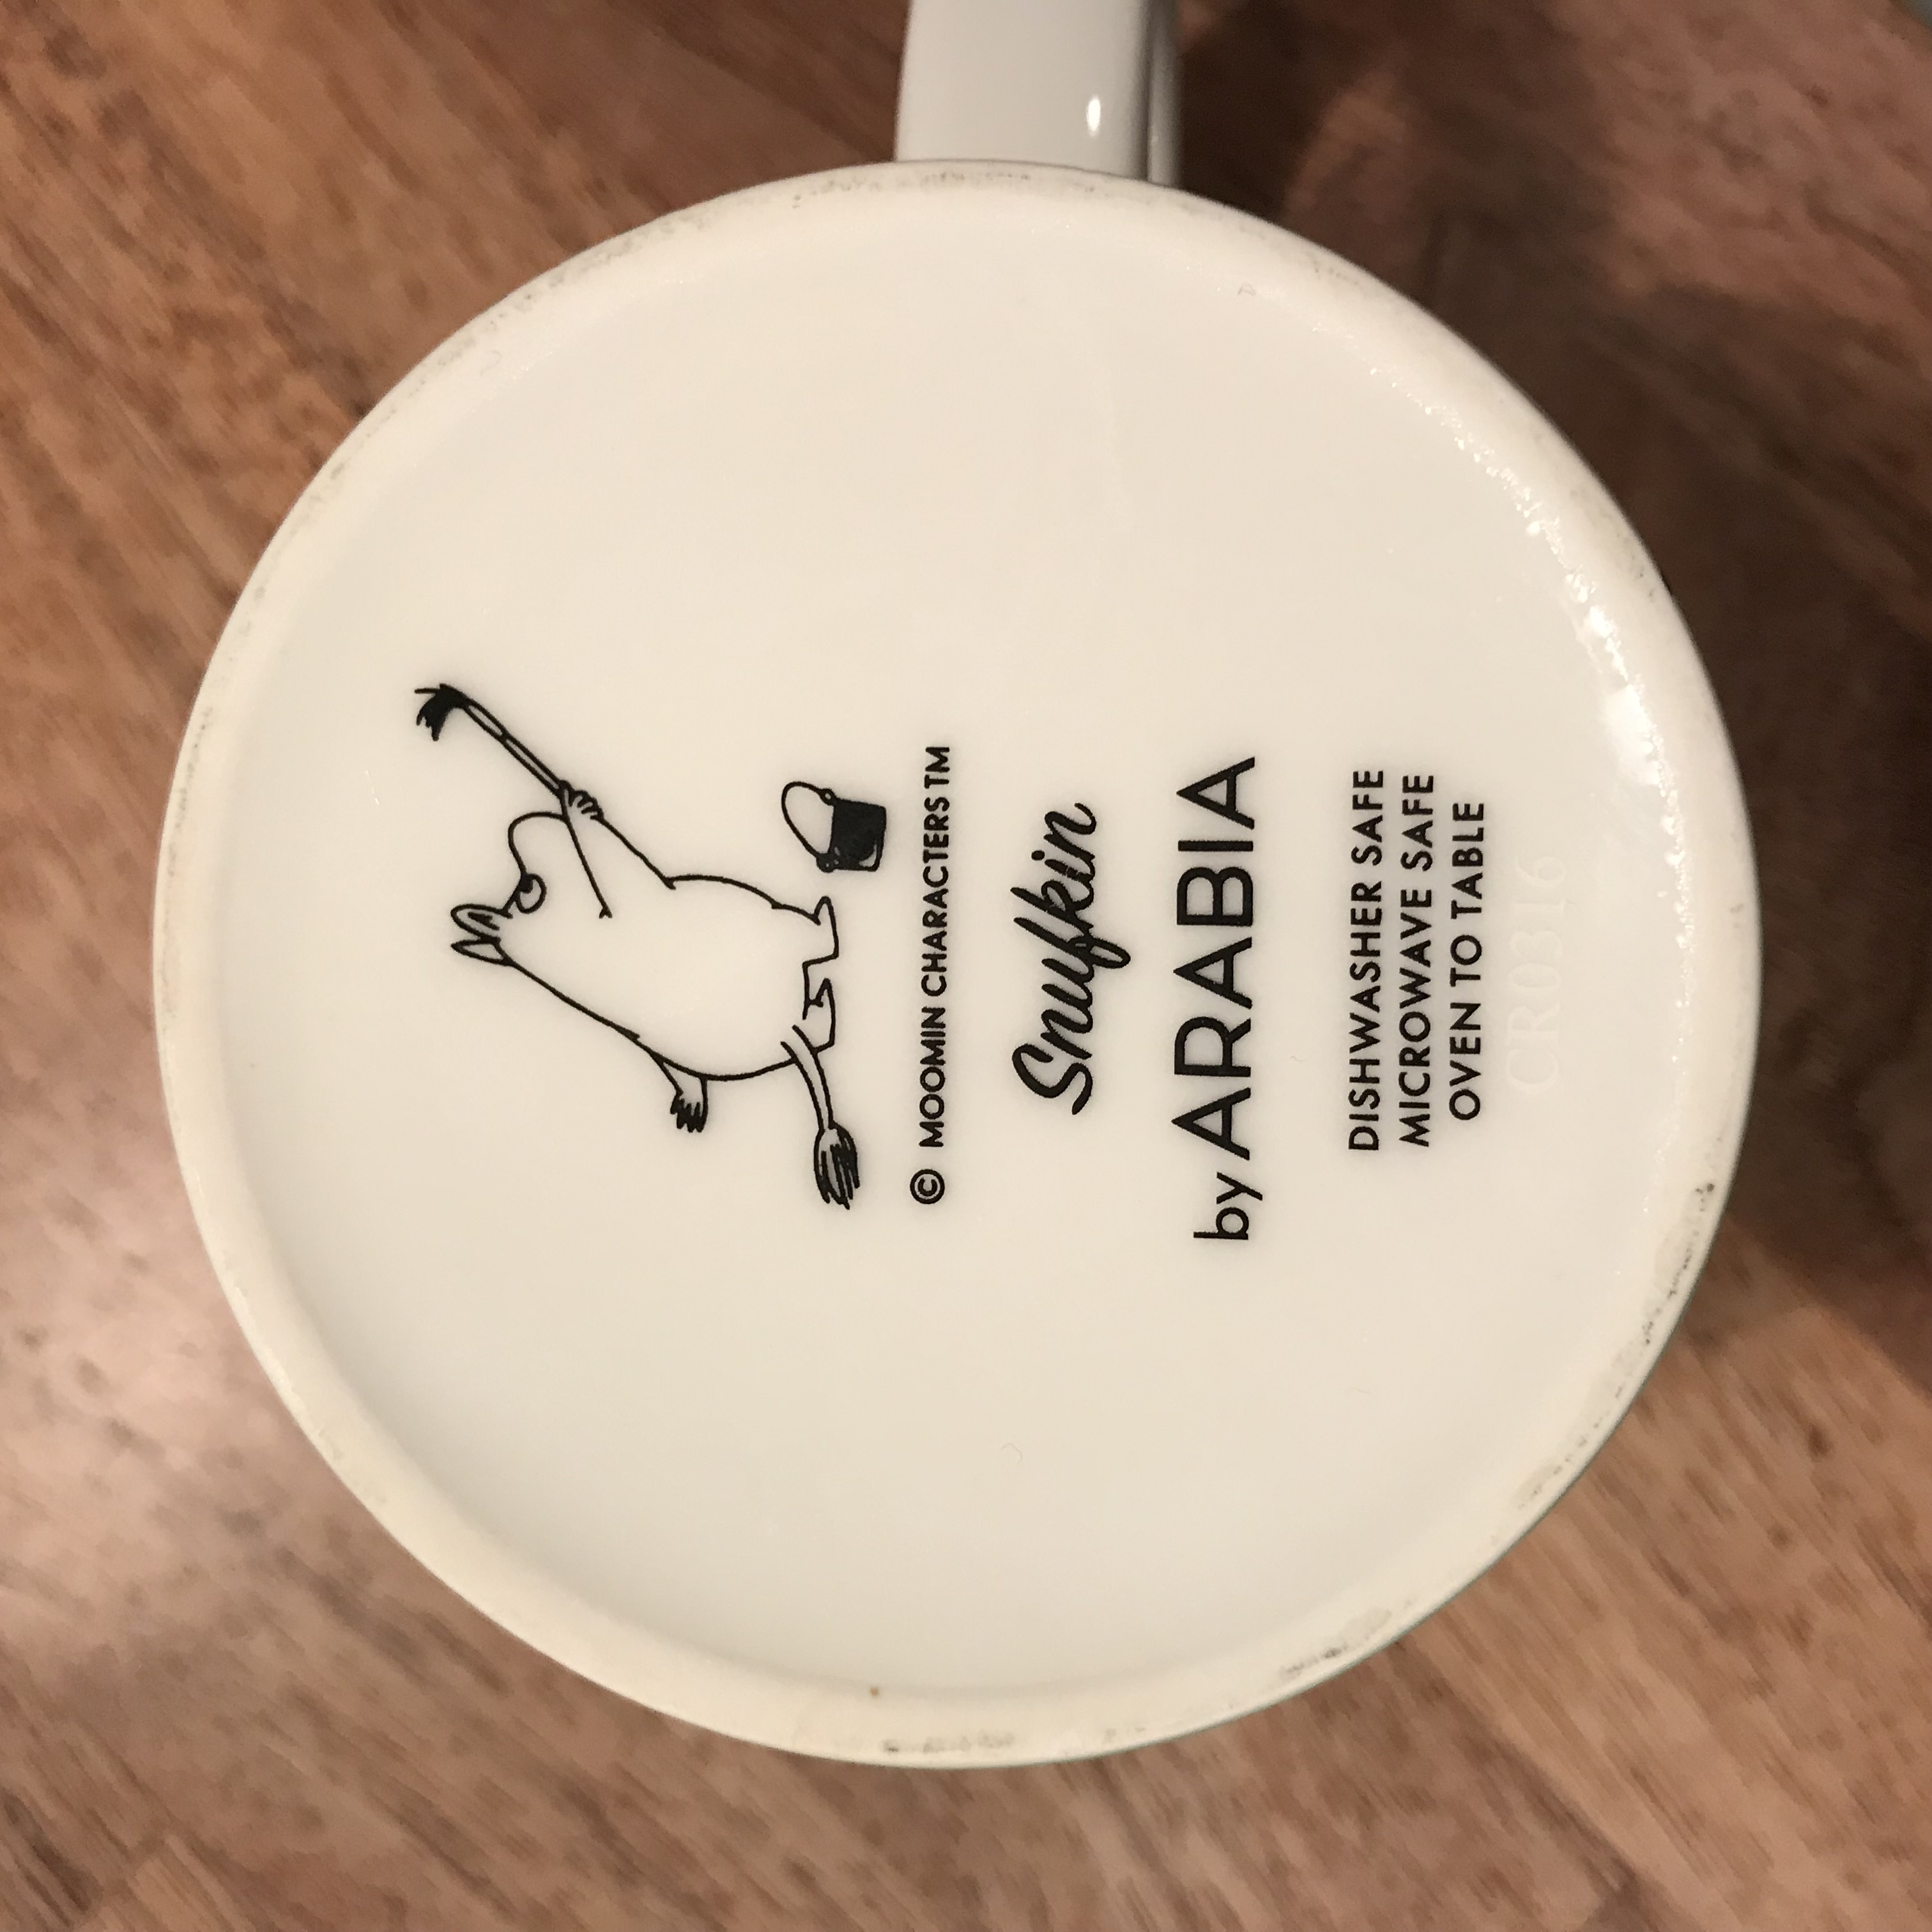 © MOOMIN CHARACTERS TM
Snufkin
by ARABIA
DISHWASHER SAFE
MICROWAVE SAFE
OVEN TO TABLE
CR0316